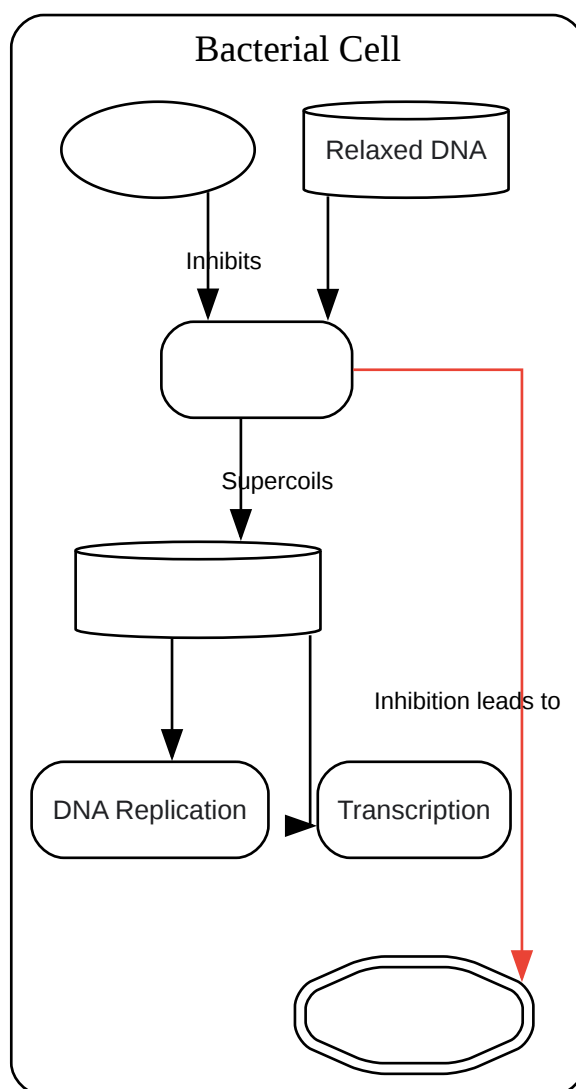 Bacterial Cell
Relaxed DNA
Inhibits
Supercoils
Inhibition leads to
DNA Replication
Transcription